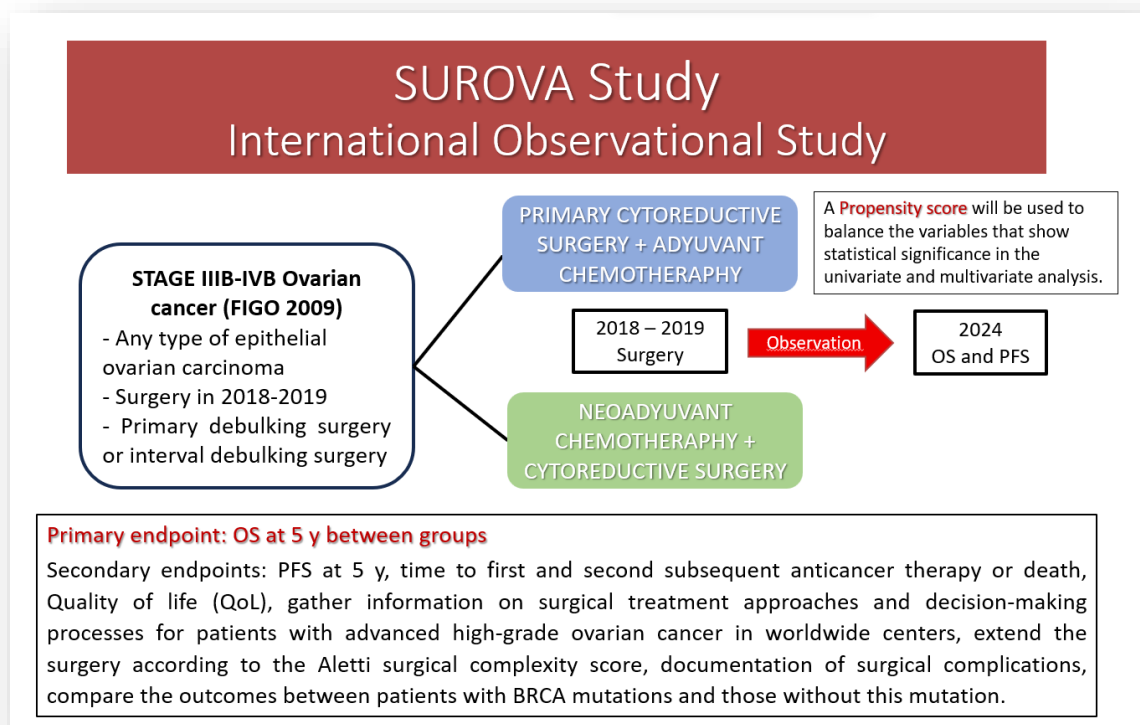 SUROVA Study
International Observational Study
STAGE IIIB-IVB Ovarian
cancer (FIGO 2009)
- Any type of epithelial
ovarian carcinoma
- Surgery in 2018-2019
- Primary debulking surgery
or interval debulking surgery
PRIMARY CYTOREDUCTIVE
SURGERY + ADYUVANT
CHEMOTHERAPHY
A Propensity score will be used to
balance the variables that show
statistical significance in the
univariate and multivariate analysis.
2018 – 2019
Surgery
Observation
2024
OS and PFS
NEOADYUVANT
CHEMOTHERAPHY +
CYTOREDUCTIVE SURGERY
Primary endpoint: OS at 5 y between groups
Secondary endpoints: PFS at 5 y, time to first and second subsequent anticancer therapy or death,
Quality of life (QoL), gather information on surgical treatment approaches and decision-making
processes for patients with advanced high-grade ovarian cancer in worldwide centers, extend the
surgery according to the Aletti surgical complexity score, documentation of surgical complications,
compare the outcomes between patients with BRCA mutations and those without this mutation.